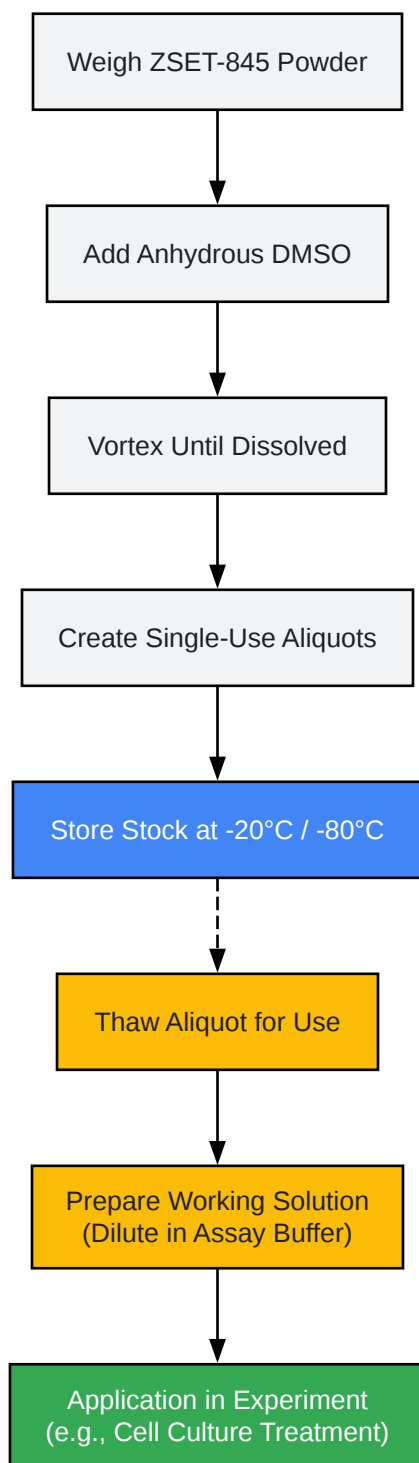 Weigh ZSET-845 Powder
Add Anhydrous DMSO
Vortex Until Dissolved
Create Single-Use Aliquots
Store Stock at -20°C / -80°C
Thaw Aliquot for Use
Prepare Working Solution
(Dilute in Assay Buffer)
Application in Experiment
(e.g., Cell Culture Treatment)